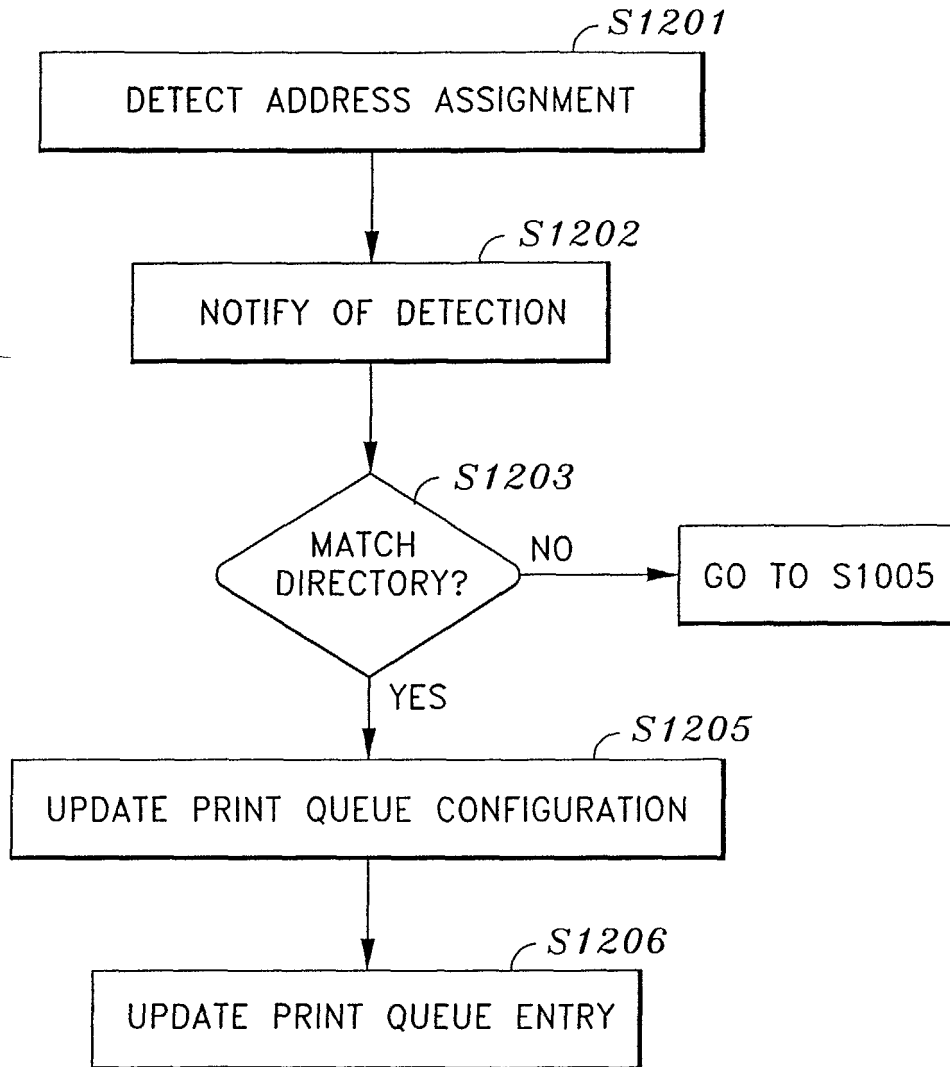 S1201
DETECT ADDRESS ASSIGNMENT
S1202
NOTIFY OF DETECTION
S1203
MATCH
DIRECTORY?
NO
GO TO S1005
YES
S1205
UPDATE PRINT QUEUE CONFIGURATION
S1206
UPDATE PRINT QUEUE ENTRY